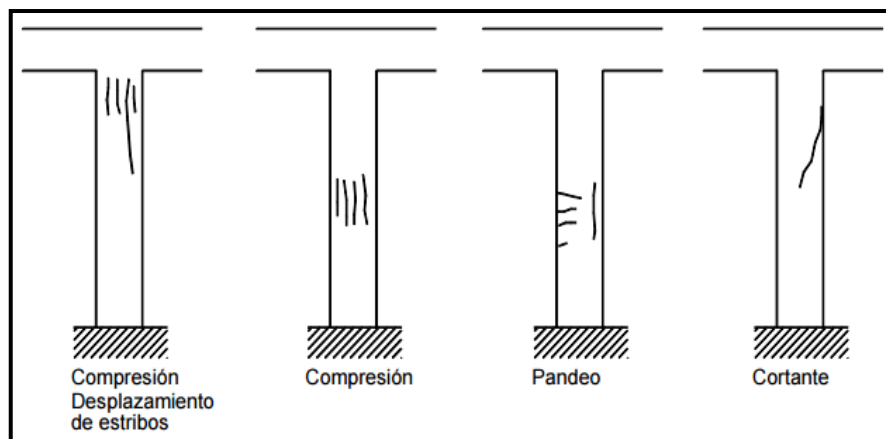 Compresión
Desplazamiento
de estribos
Compresión
Pandeo
Cortante